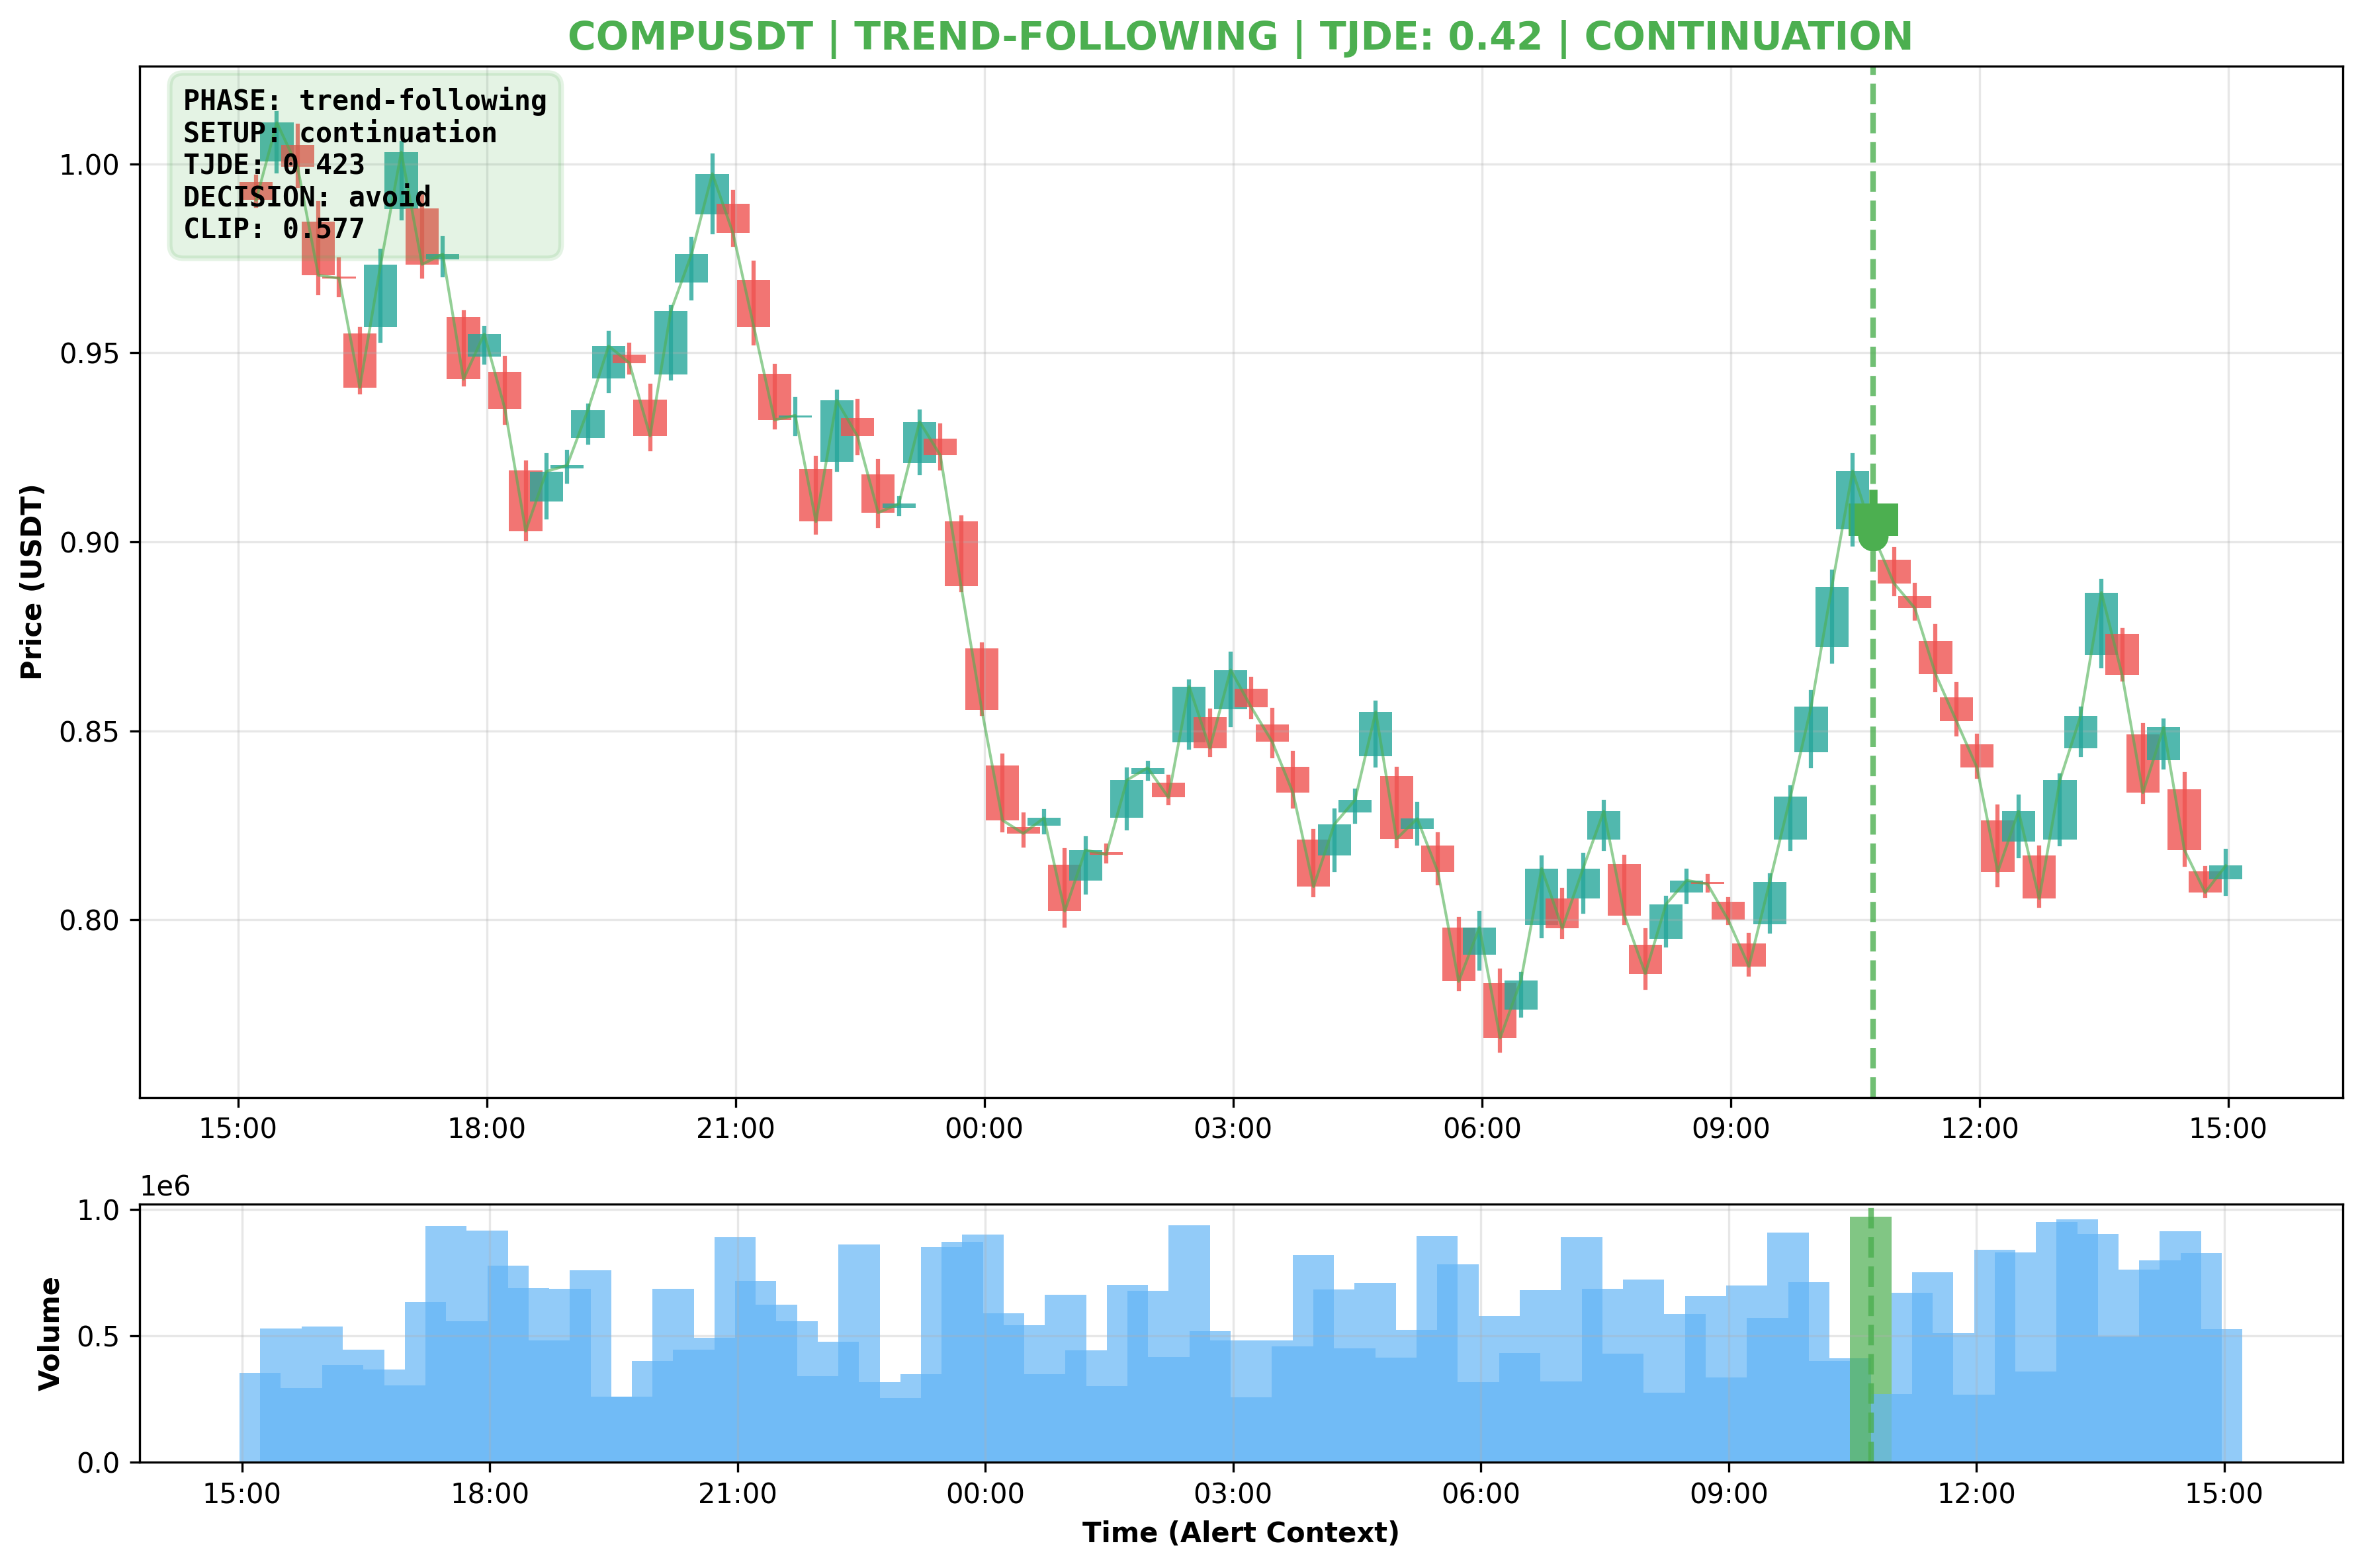 COMPUSDT | TREND-FOLLOWING | TJDE: 0.42 | CONTINUATION
PHASE: trend-following
SETUP: continuation
TJDE: 0.423
DECISION: avoid
CLIP: 0.577
Price (USDT)
1.00
0.95
0.90
0.85
0.80
15:00 18:00 21:00 00:00 03:00 06:00 09:00 12:00 15:00
1e6
Volume
1.0
0.5
0.0
15:00 18:00 21:00 00:00 03:00 06:00 09:00 12:00 15:00
Time (Alert Context)